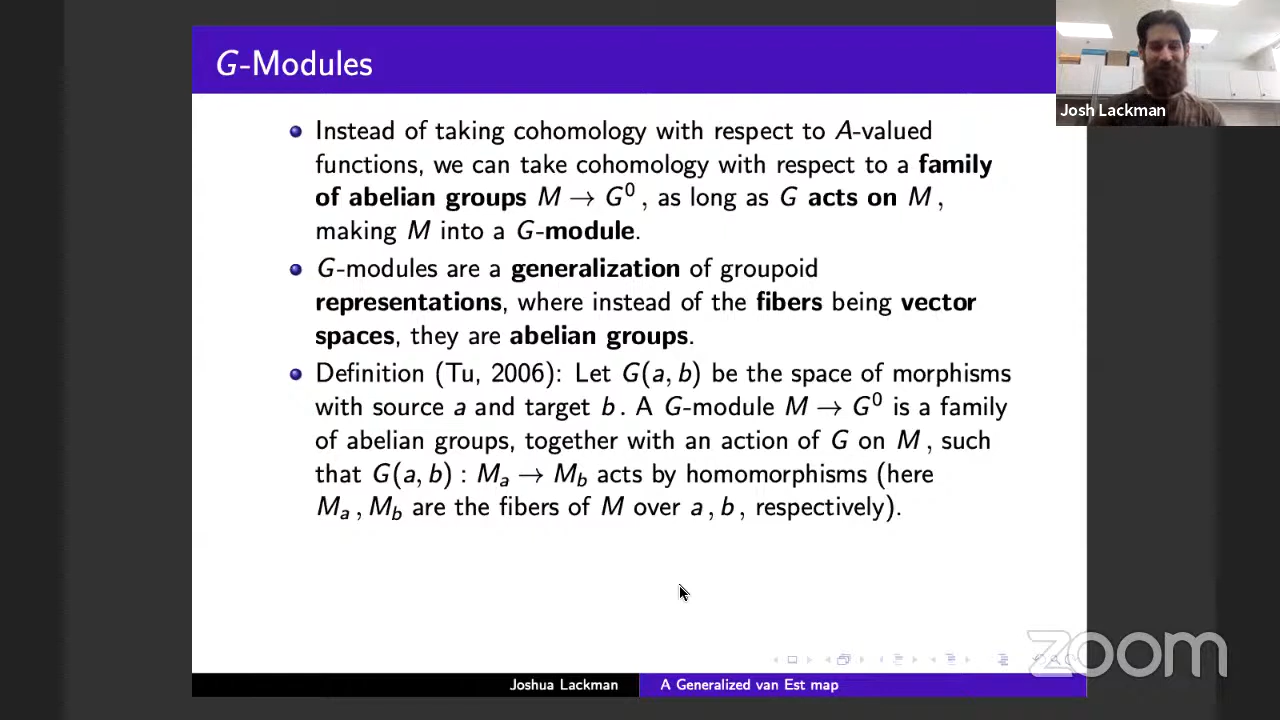 G-Modules
Josh Lackman
Instead of taking cohomology with respect to A-valued
functions, we can take cohomology with respect to a family
of abelian groups M → G⁰ , as long as G acts on M ,
making M into a G-module.
G-modules are a generalization of groupoid
representations, where instead of the fibers being vector
spaces, they are abelian groups.
Definition (Tu, 2006): Let G(a, b) be the space of morphisms
with source a and target b . A G-module M → G⁰ is a family
of abelian groups, together with an action of G on M , such
that G(a, b) : Mₐ → M_b acts by homomorphisms (here
Mₐ , M_b are the fibers of M over a , b , respectively).
zoom
Joshua Lackman
A Generalized van Est map